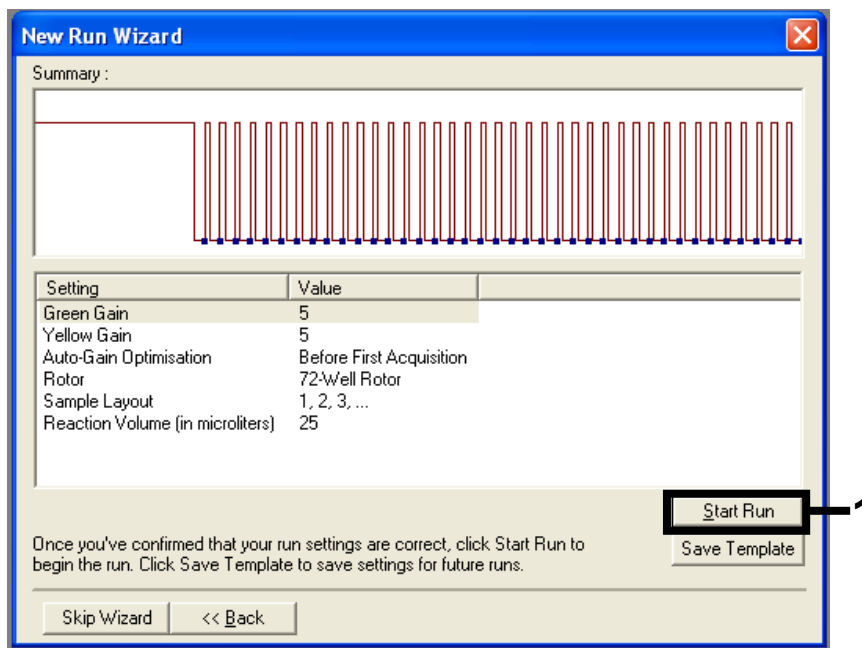 New Run Wizard
Summary :
Setting Value
Green Gain 5
Yellow Gain 5
Auto-Gain Optimisation Before First Acquisition
Rotor 72-Well Rotor
Sample Layout 1, 2, 3, ...
Reaction Volume (in microliters) 25
Start Run
1
Once you've confirmed that your run settings are correct, click Start Run to
begin the run. Click Save Template to save settings for future runs.
Save Template
Skip Wizard
<< Back